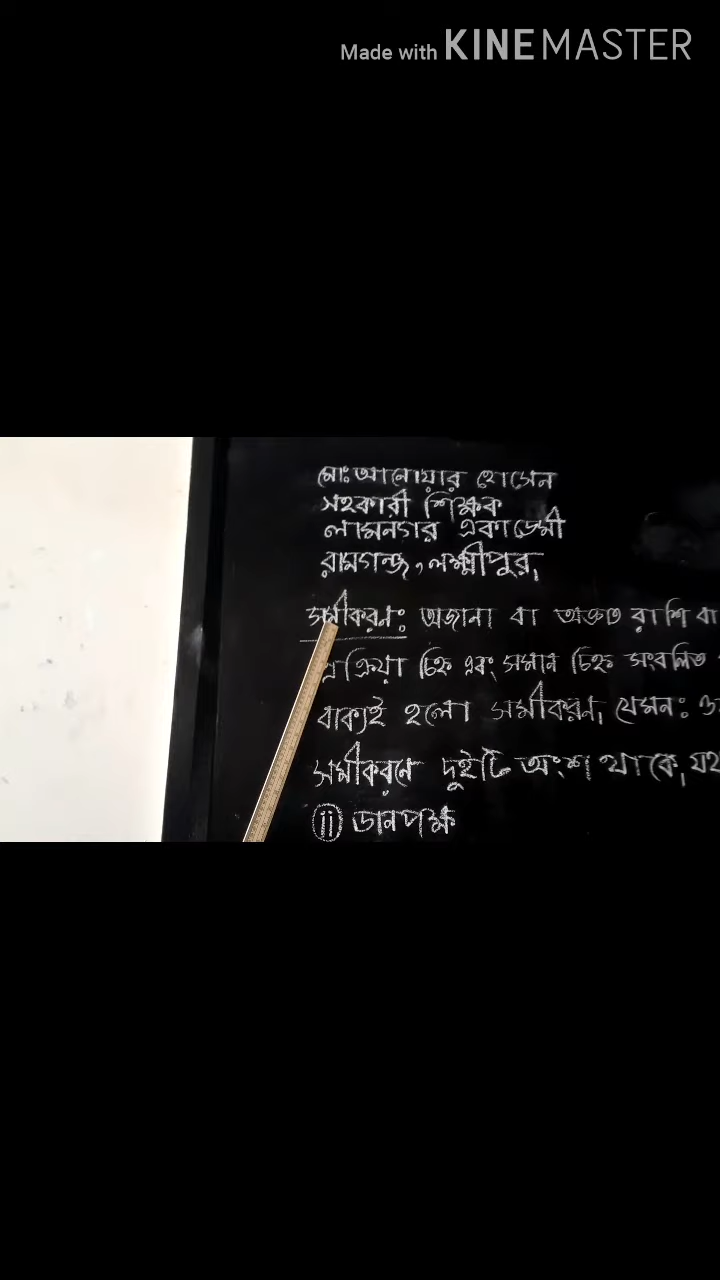 Made with KINEMASTER
মোঃ আনোয়ার হোসেন
সহকারী শিক্ষক
লামনগর একাডেমী
রামগন্জ, লক্ষ্মীপুর,
সমীকরণঃ অজানা বা অজ্ঞাত রাশি বা
প্রক্রিয়া চিহ্ন এবং সমান চিহ্ন সংবলিত
বাক্যই হলো সমীকরণ, যেমনঃ
সমীকরণে দুইটি অংশ থাকে, যথ
(ii) ডানপক্ষ